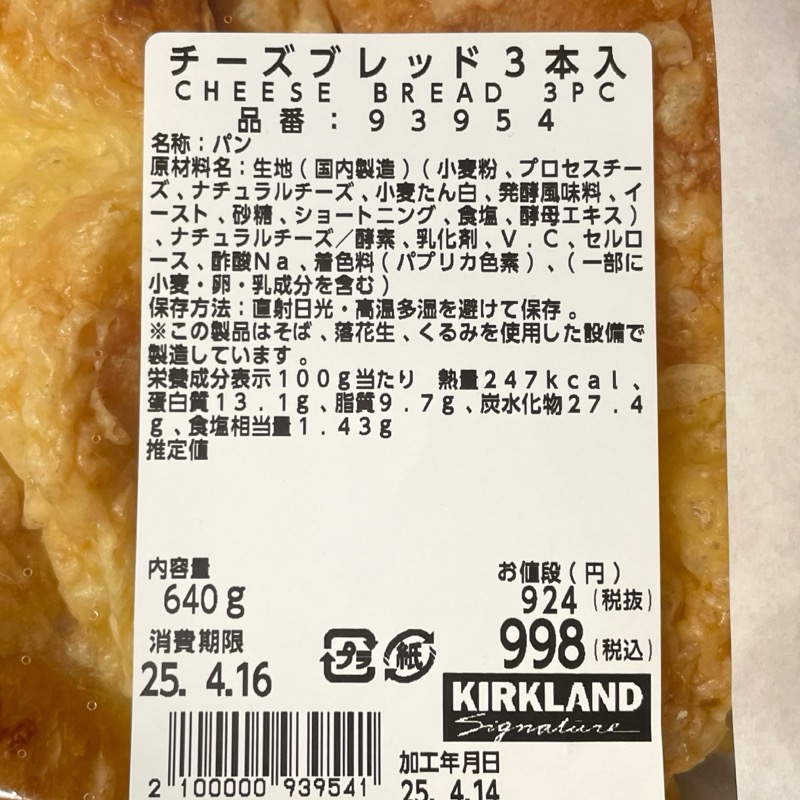 チーズブレッド３本入
CHEESE BREAD 3PC
品番：93954
名称：パン
原材料名：生地（国内製造）（小麦粉、プロセスチー
ズ、ナチュラルチーズ、小麦たん白、発酵風味料、イ
ースト、砂糖、ショートニング、食塩、酵母エキス）
、ナチュラルチーズ／酵素、乳化剤、Ｖ．Ｃ、セルロ
ース、酢酸Ｎａ、着色料（パプリカ色素）、（一部に
小麦・卵・乳成分を含む）
保存方法：直射日光・高温多湿を避けて保存。
※この製品はそば、落花生、くるみを使用した設備で
製造しています。
栄養成分表示１００ｇ当たり　熱量２４７ｋｃａｌ、
蛋白質１３．１ｇ、脂質９．７ｇ、炭水化物２７．４
ｇ、食塩相当量１．４３ｇ
推定値
内容量
640g
お値段（円）
924（税抜）
998（税込）
消費期限
25. 4.16
プラ
紙
KIRKLAND
Signature
2 100000 939541
加工年月日
25. 4.14